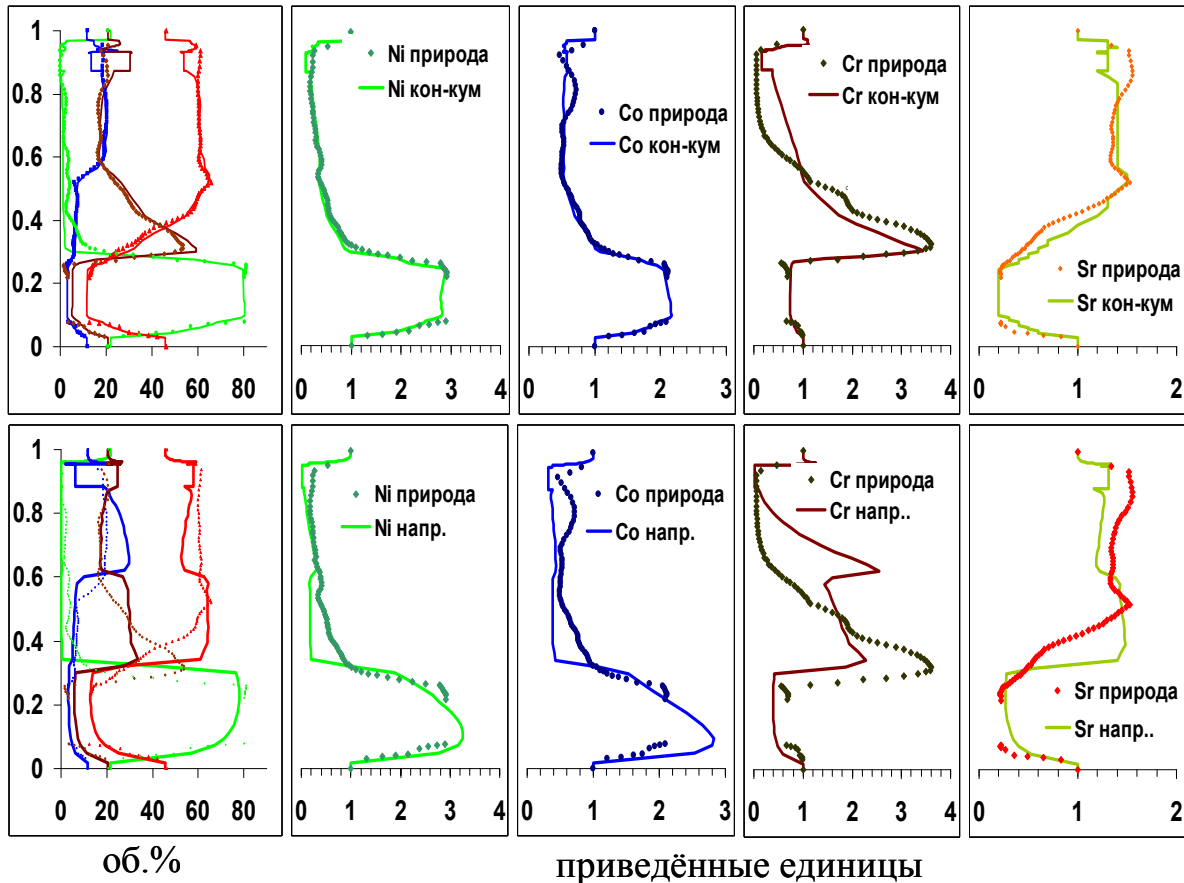 1
0.8
0.6
0.4
0.2
0
0 20 40 60 80
Ni природа
Ni кон-кум
0 1 2 3 4
Co природа
Co кон-кум
0 1 2 3
Cr природа
Cr кон-кум
0 1 2 3 4
Sr природа
Sr кон-кум
0 1 2
1
0.8
0.6
0.4
0.2
0
0 20 40 60 80
Ni природа
Ni напр.
0 1 2 3 4
Co природа
Co напр.
0 1 2 3
Cr природа
Cr напр..
0 1 2 3 4
Sr природа
Sr напр..
0 1 2
об.%
приведённые единицы